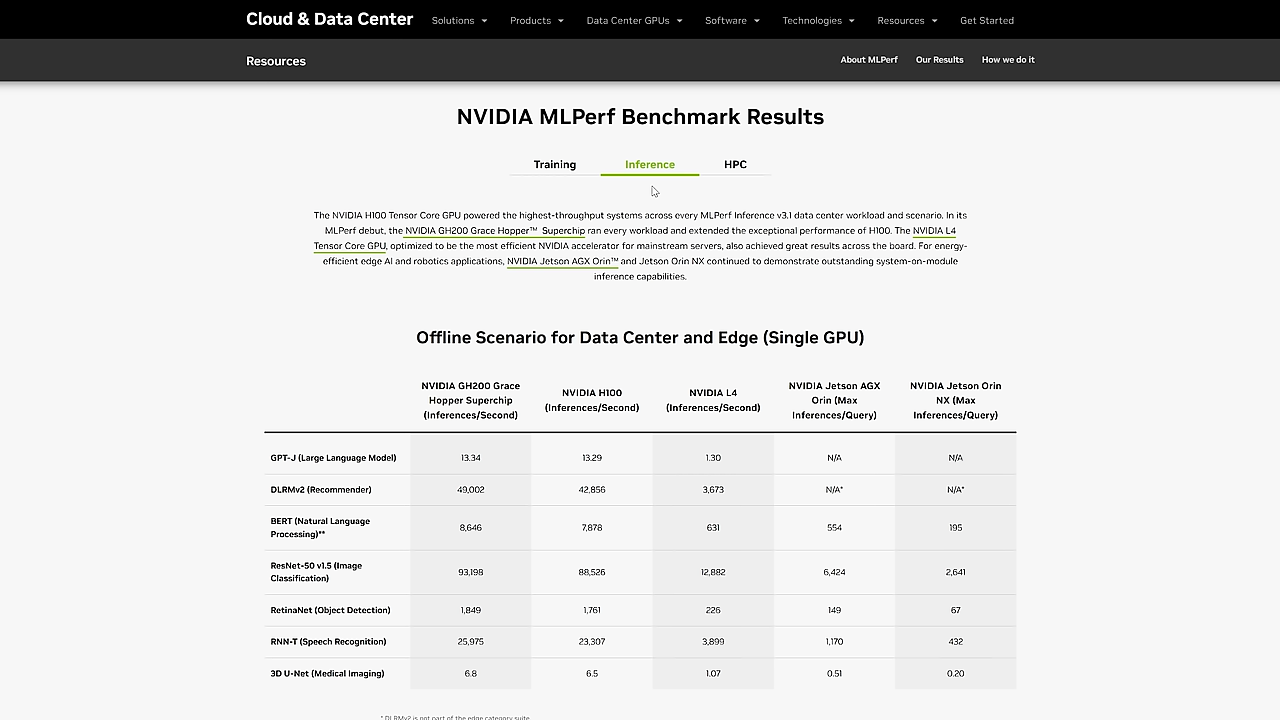 Cloud & Data Center
Solutions
Products
Data Center GPUs
Software
Technologies
Resources
Get Started
Resources
About MLPerf
Our Results
How we do it
NVIDIA MLPerf Benchmark Results
Training
Inference
HPC
The NVIDIA H100 Tensor Core GPU powered the highest-throughput systems across every MLPerf Inference v3.1 data center workload and scenario. In its
MLPerf debut, the NVIDIA GH200 Grace Hopper™ Superchip ran every workload and extended the exceptional performance of H100. The NVIDIA L4
Tensor Core GPU, optimized to be the most efficient NVIDIA accelerator for mainstream servers, also achieved great results across the board. For energy-
efficient edge AI and robotics applications, NVIDIA Jetson AGX Orin™ and Jetson Orin NX continued to demonstrate outstanding system-on-module
inference capabilities.
Offline Scenario for Data Center and Edge (Single GPU)
NVIDIA GH200 Grace
Hopper Superchip
(Inferences/Second)
NVIDIA H100
(Inferences/Second)
NVIDIA L4
(Inferences/Second)
NVIDIA Jetson AGX
Orin (Max
Inferences/Query)
NVIDIA Jetson Orin
NX (Max
Inferences/Query)
GPT-J (Large Language Model) 13.34 13.29 1.30 N/A N/A
DLRMv2 (Recommender) 49,002 42,856 3,673 N/A* N/A*
BERT (Natural Language
Processing)** 8,646 7,878 631 554 195
ResNet-50 v1.5 (Image
Classification) 93,198 88,526 12,882 6,424 2,641
RetinaNet (Object Detection) 1,849 1,761 226 149 67
RNN-T (Speech Recognition) 25,975 23,307 3,899 1,170 432
3D U-Net (Medical Imaging) 6.8 6.5 1.07 0.51 0.20
* DLRMv2 is not part of the edge category suite